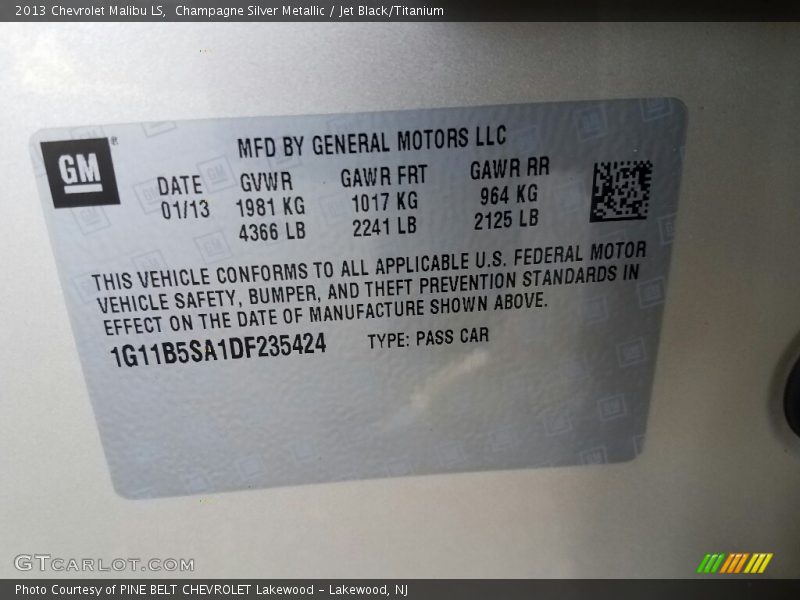 2013 Chevrolet Malibu LS, Champagne Silver Metallic / Jet Black/Titanium
GM ®
MFD BY GENERAL MOTORS LLC
DATE GVWR GAWR FRT GAWR RR
01/13 1981 KG 1017 KG 964 KG
4366 LB 2241 LB 2125 LB
THIS VEHICLE CONFORMS TO ALL APPLICABLE U.S. FEDERAL MOTOR
VEHICLE SAFETY, BUMPER, AND THEFT PREVENTION STANDARDS IN
EFFECT ON THE DATE OF MANUFACTURE SHOWN ABOVE.
1G11B5SA1DF235424 TYPE: PASS CAR
GTCARLOT.COM
Photo Courtesy of PINE BELT CHEVROLET Lakewood - Lakewood, NJ